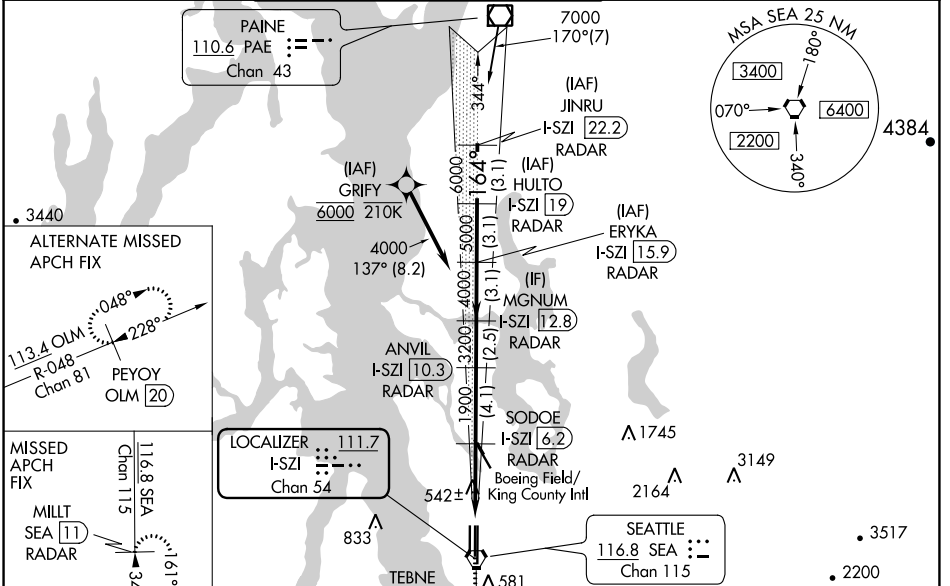 PAINE
110.6 PAE
Chan 43
7000
170°(7)
344°
(IAF)
JINRU
I-SZI 22.2
RADAR
MSA SEA 25 NM
180°
3400
070°
6400
2200
340°
4384
(IAF)
GRIFY
6000 210K
4000
137° (8.2)
6000
164°
(3.1)
(IAF)
HULTO
I-SZI 19
RADAR
5000
(3.1)
(IAF)
ERYKA
I-SZI 15.9
RADAR
4000
(3.1)
(IF)
MGNUM
I-SZI 12.8
RADAR
3200
(2.5)
ANVIL
I-SZI 10.3
RADAR
1900
(4.1)
SODOE
I-SZI 6.2
RADAR
Boeing Field/
King County Intl
3440
ALTERNATE MISSED
APCH FIX
048°
228°
113.4 OLM
R-048
Chan 81
PEYOY
OLM 20
MISSED
APCH
FIX
116.8 SEA
Chan 115
MILLT
SEA 11
RADAR
161°
34
LOCALIZER 111.7
I-SZI
Chan 54
542±
833
1745
2164
3149
SEATTLE
116.8 SEA
Chan 115
3517
2200
TEBNE
581